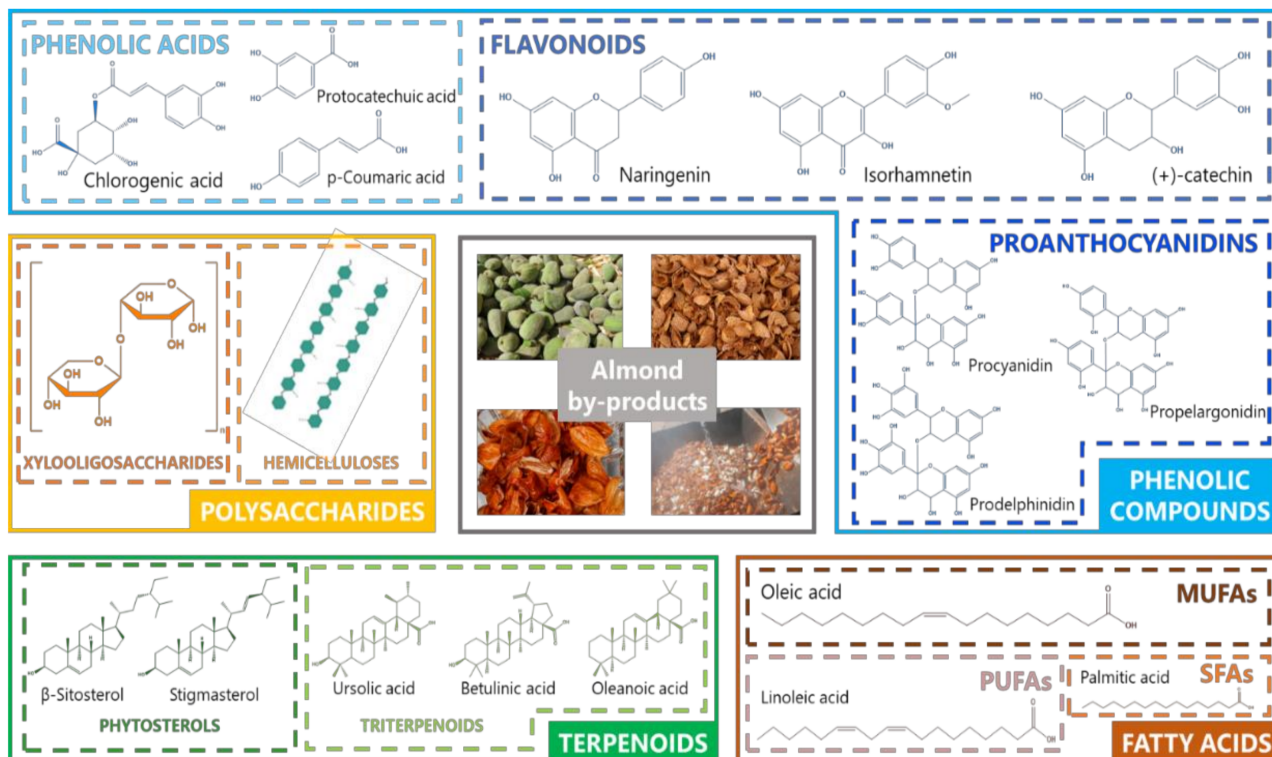 PHENOLIC ACIDS
Chlorogenic acid
Protocatechuic acid
p-Coumaric acid
FLAVONOIDS
Naringenin
Isorhamnetin
(+)-catechin
PROANTHOCYANIDINS
Procyanidin
Propelargonidin
Prodelphinidin
PHENOLIC
COMPOUNDS
XYLOOLIGOSACCHARIDES
HEMICELLULOSES
POLYSACCHARIDES
Almond
by-products
β-Sitosterol
Stigmasterol
PHYTOSTEROLS
Ursolic acid
Betulinic acid
Oleanoic acid
TRITERPENOIDS
TERPENOIDS
Oleic acid
MUFAs
Linoleic acid
PUFAs
Palmitic acid
SFAs
FATTY ACIDS